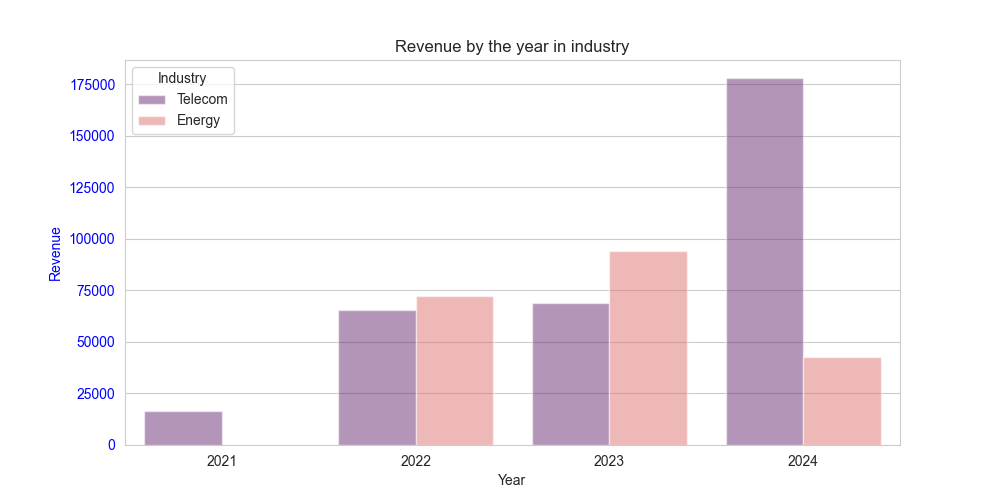 Revenue by the year in industry
Industry
Telecom
Energy
175000
150000
125000
100000
75000
50000
25000
0
Revenue
2021 2022 2023 2024
Year